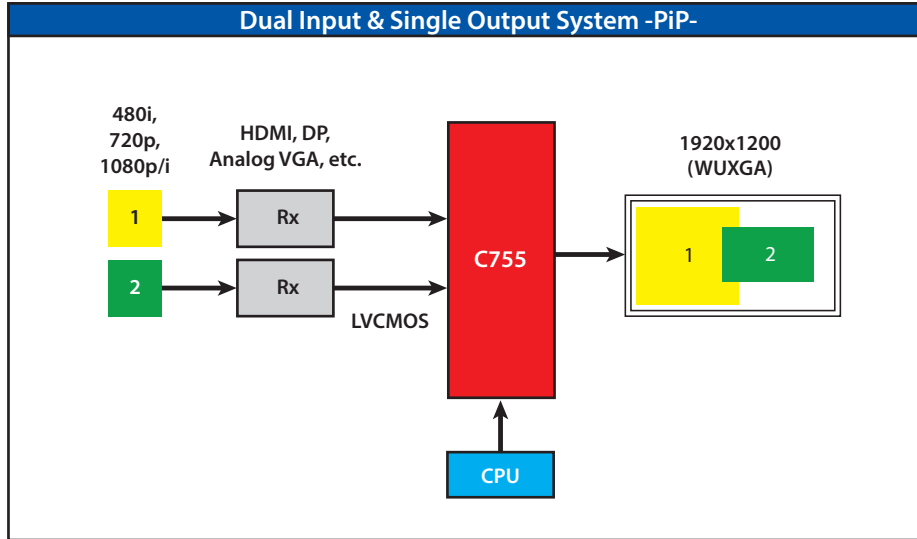 Dual Input & Single Output System -PiP-
480i,
720p,
1080p/i
HDMI, DP,
Analog VGA, etc.
1920x1200
(WUXGA)
1
Rx
2
Rx
LVCMOS
C755
1
2
CPU